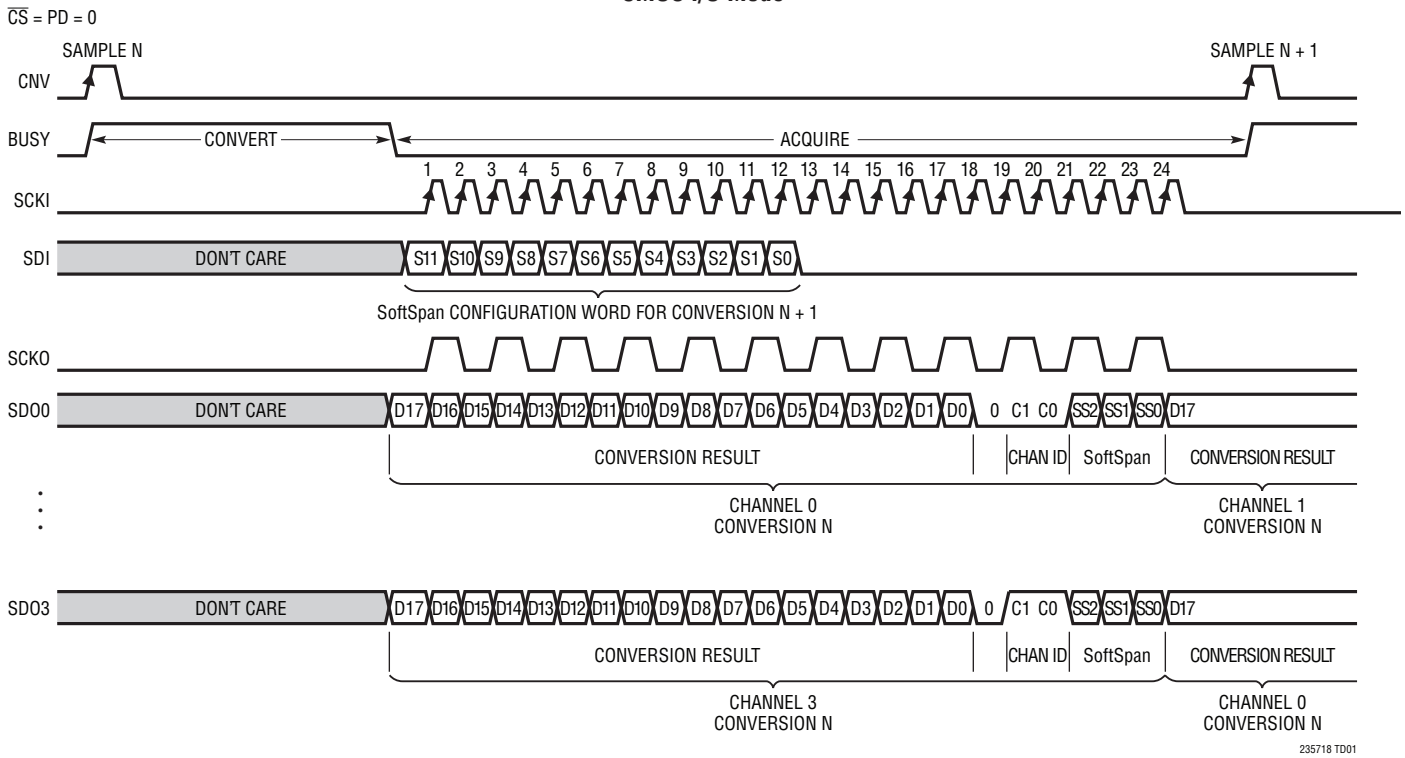 CS = PD = 0
SAMPLE N SAMPLE N + 1
CNV
BUSY CONVERT ACQUIRE
1 2 3 4 5 6 7 8 9 10 11 12 13 14 15 16 17 18 19 20 21 22 23 24
SCKI
SDI DON'T CARE S11 S10 S9 S8 S7 S6 S5 S4 S3 S2 S1 S0
SoftSpan CONFIGURATION WORD FOR CONVERSION N + 1
SCKO
SDO0 DON'T CARE D17 D16 D15 D14 D13 D12 D11 D10 D9 D8 D7 D6 D5 D4 D3 D2 D1 D0 0 C1 C0 SS2 SS1 SS0 D17
CONVERSION RESULT CHAN ID SoftSpan CONVERSION RESULT
CHANNEL 0 CHANNEL 1
CONVERSION N CONVERSION N
SDO3 DON'T CARE D17 D16 D15 D14 D13 D12 D11 D10 D9 D8 D7 D6 D5 D4 D3 D2 D1 D0 0 C1 C0 SS2 SS1 SS0 D17
CONVERSION RESULT CHAN ID SoftSpan CONVERSION RESULT
CHANNEL 3 CHANNEL 0
CONVERSION N CONVERSION N
235718 TD01